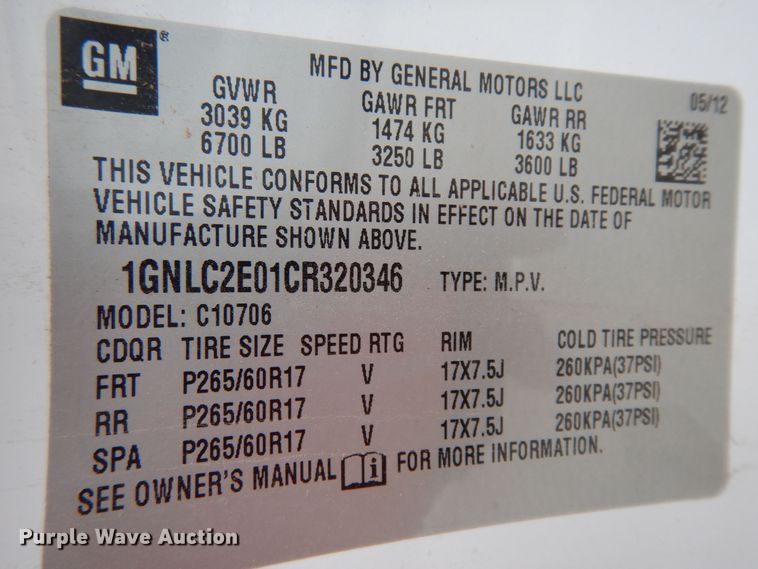 GM ®
MFD BY GENERAL MOTORS LLC
05/12
GVWR GAWR FRT GAWR RR
3039 KG 1474 KG 1633 KG
6700 LB 3250 LB 3600 LB
THIS VEHICLE CONFORMS TO ALL APPLICABLE U.S. FEDERAL MOTOR
VEHICLE SAFETY STANDARDS IN EFFECT ON THE DATE OF
MANUFACTURE SHOWN ABOVE.
1GNLC2E01CR320346 TYPE: M.P.V.
MODEL: C10706
CDQR TIRE SIZE SPEED RTG RIM COLD TIRE PRESSURE
FRT P265/60R17 V 17X7.5J 260KPA(37PSI)
RR P265/60R17 V 17X7.5J 260KPA(37PSI)
SPA P265/60R17 V 17X7.5J 260KPA(37PSI)
SEE OWNER'S MANUAL i FOR MORE INFORMATION.
Purple Wave Auction